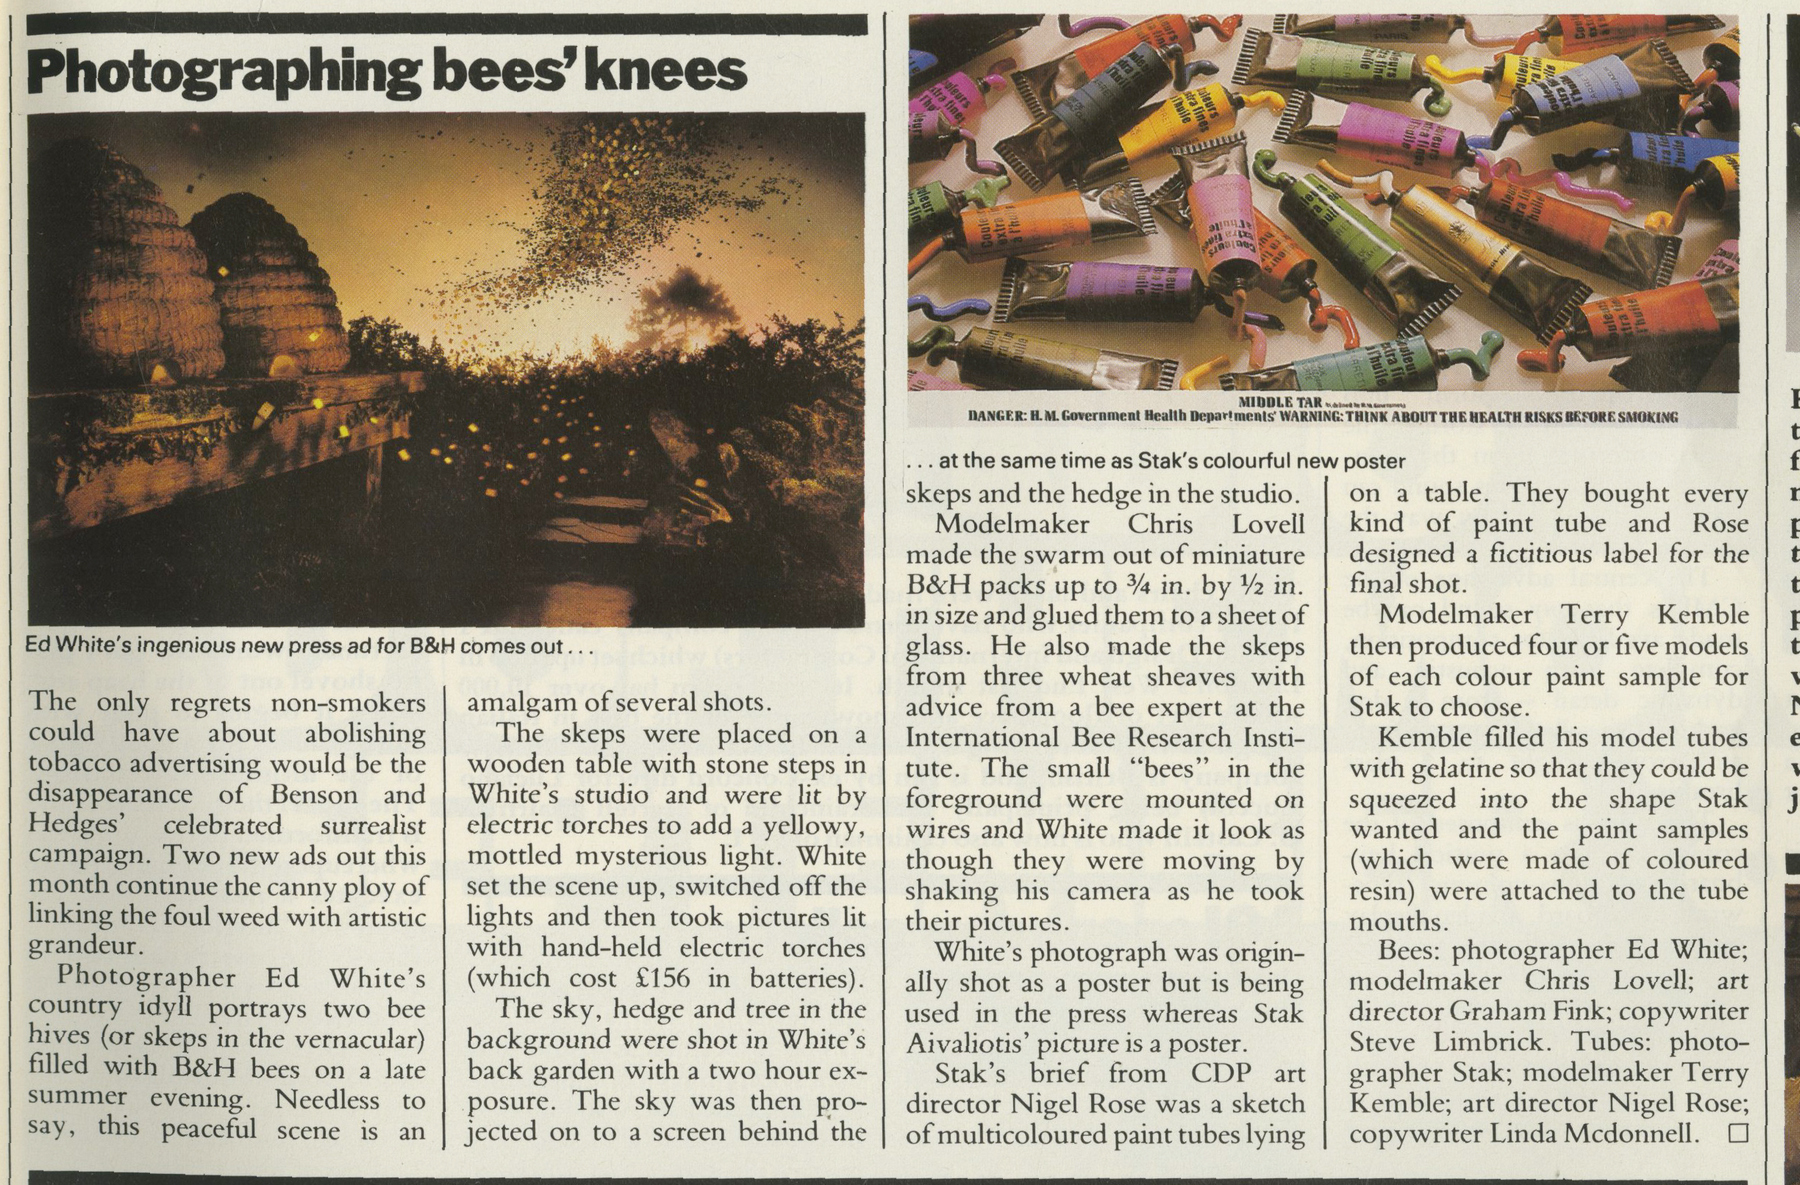 Photographing bees' knees
Ed White's ingenious new press ad for B&H comes out . . .
The only regrets non-smokers
could have about abolishing
tobacco advertising would be the
disappearance of Benson and
Hedges' celebrated surrealist
campaign. Two new ads out this
month continue the canny ploy of
linking the foul weed with artistic
grandeur.
Photographer Ed White's
country idyll portrays two bee
hives (or skeps in the vernacular)
filled with B&H bees on a late
summer evening. Needless to
say, this peaceful scene is an
amalgam of several shots.
The skeps were placed on a
wooden table with stone steps in
White's studio and were lit by
electric torches to add a yellowy,
mottled mysterious light. White
set the scene up, switched off the
lights and then took pictures lit
with hand-held electric torches
(which cost £156 in batteries).
The sky, hedge and tree in the
background were shot in White's
back garden with a two hour ex-
posure. The sky was then pro-
jected on to a screen behind the
MIDDLE TAR
DANGER: H. M. Government Health Departments' WARNING: THINK ABOUT THE HEALTH RISKS BEFORE SMOKING
. . . at the same time as Stak's colourful new poster
skeps and the hedge in the studio.
Modelmaker Chris Lovell
made the swarm out of miniature
B&H packs up to ¾ in. by ½ in.
in size and glued them to a sheet of
glass. He also made the skeps
from three wheat sheaves with
advice from a bee expert at the
International Bee Research Insti-
tute. The small "bees" in the
foreground were mounted on
wires and White made it look as
though they were moving by
shaking his camera as he took
their pictures.
White's photograph was origin-
ally shot as a poster but is being
used in the press whereas Stak
Aivaliotis' picture is a poster.
Stak's brief from CDP art
director Nigel Rose was a sketch
of multicoloured paint tubes lying
on a table. They bought every
kind of paint tube and Rose
designed a fictitious label for the
final shot.
Modelmaker Terry Kemble
then produced four or five models
of each colour paint sample for
Stak to choose.
Kemble filled his model tubes
with gelatine so that they could be
squeezed into the shape Stak
wanted and the paint samples
(which were made of coloured
resin) were attached to the tube
mouths.
Bees: photographer Ed White;
modelmaker Chris Lovell; art
director Graham Fink; copywriter
Steve Limbrick. Tubes: photo-
grapher Stak; modelmaker Terry
Kemble; art director Nigel Rose;
copywriter Linda Mcdonnell. □